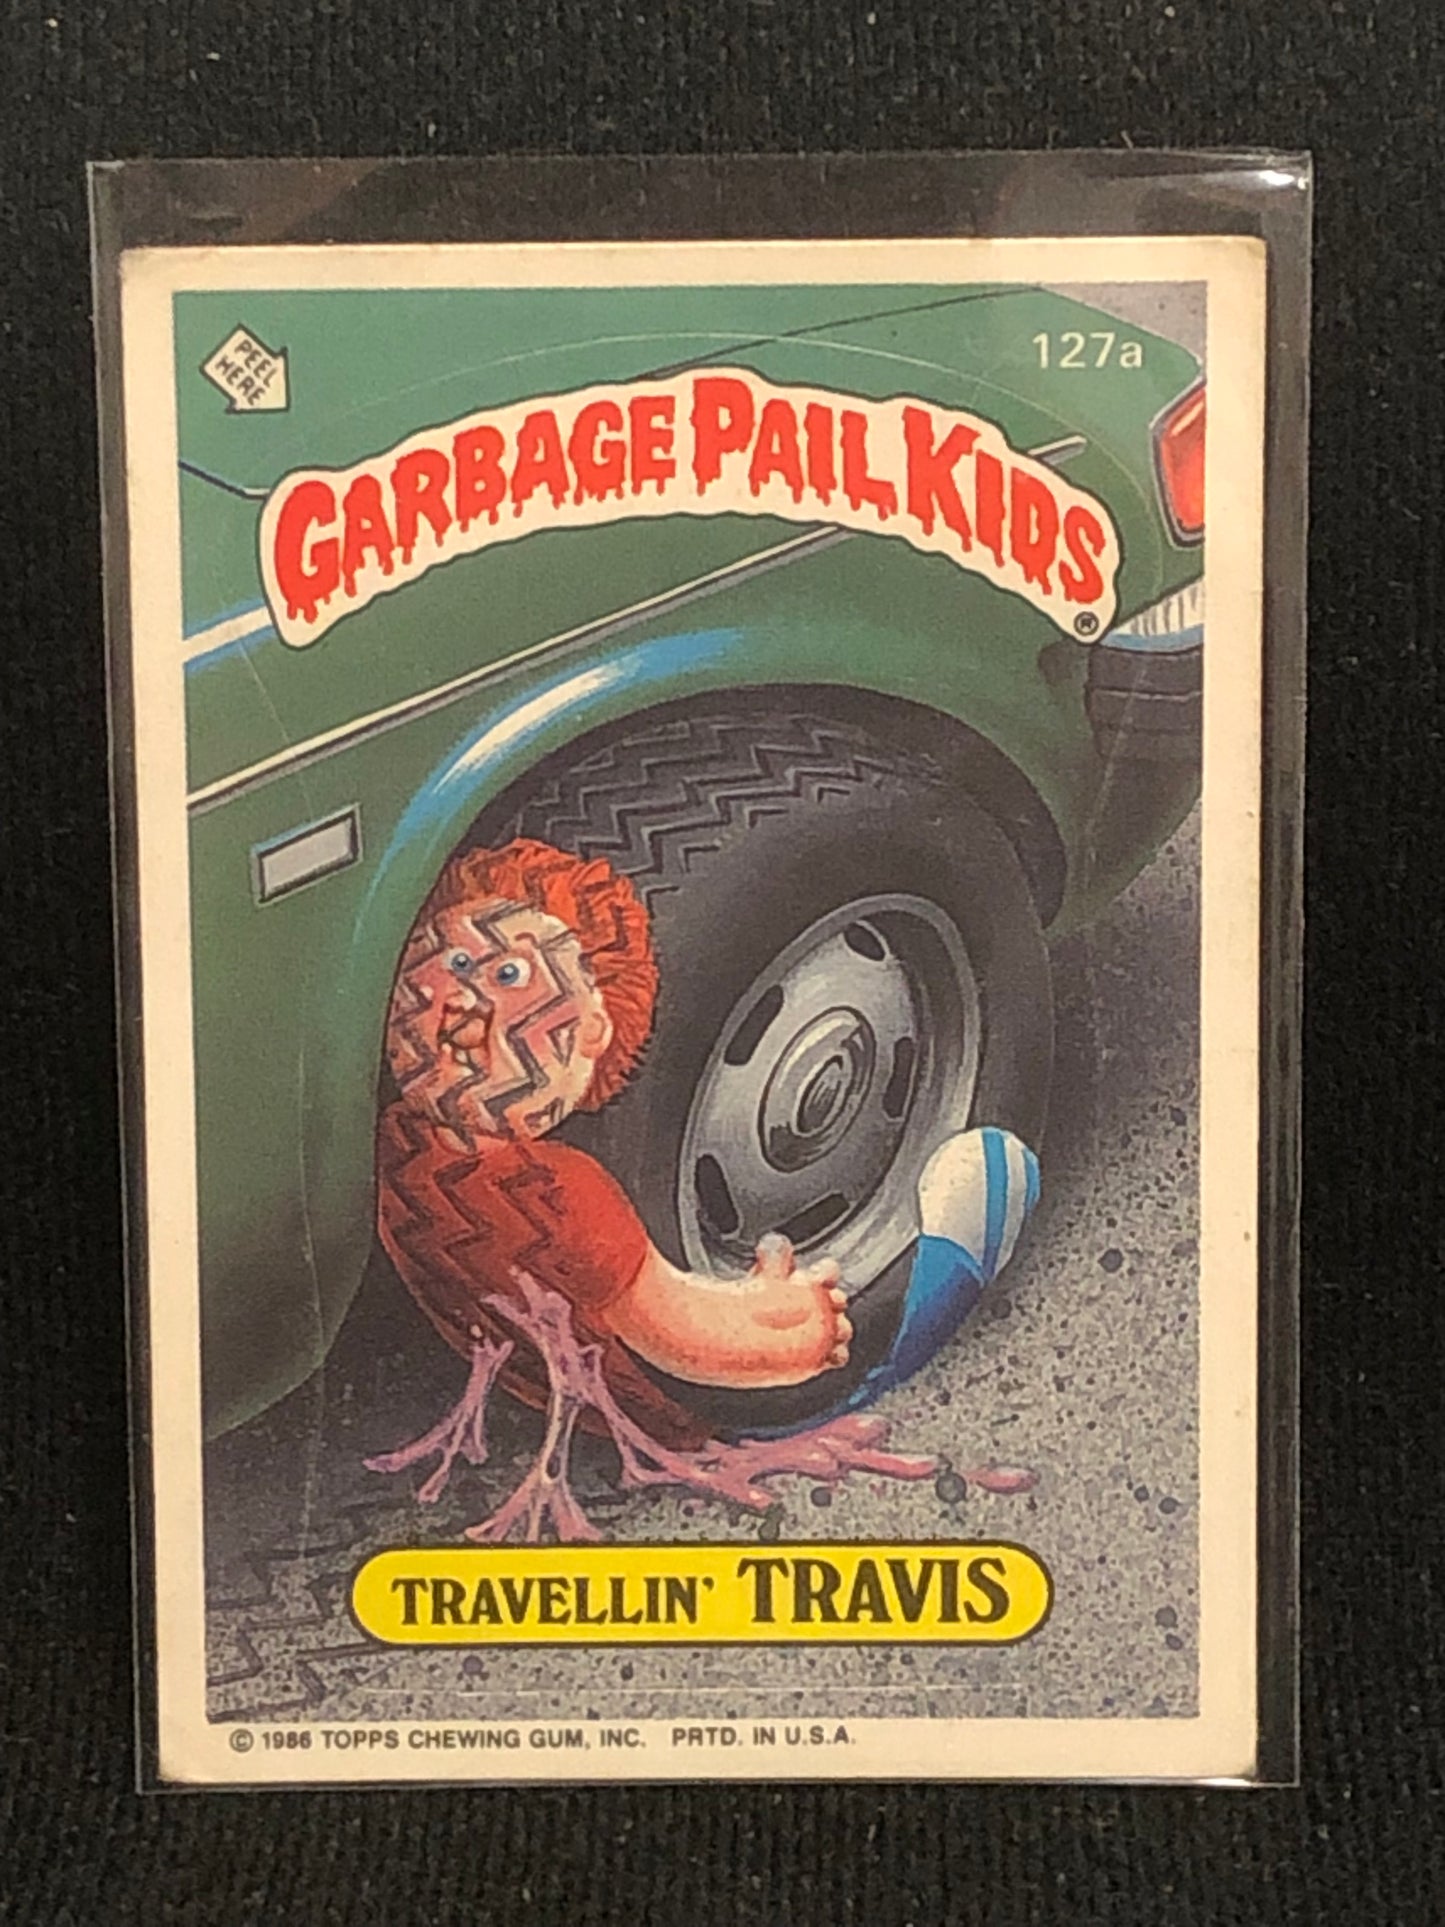 PEEL
HERE
127a
GARBAGE PAIL KIDS ®
TRAVELLIN' TRAVIS
© 1986 TOPPS CHEWING GUM, INC. PRTD. IN U.S.A.